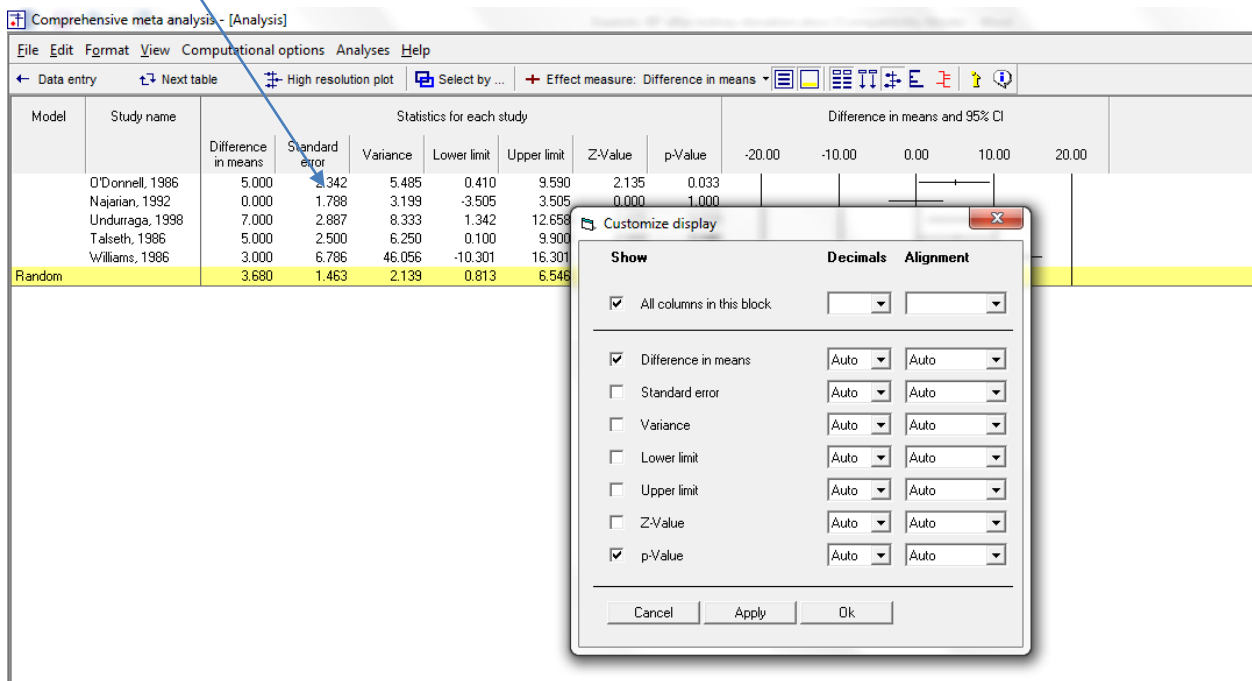 Comprehensive meta analysis - [Analysis]
File Edit Format View Computational options Analyses Help
Data entry Next table High resolution plot Select by ... Effect measure: Difference in means
Model Study name Statistics for each study Difference in means and 95% CI
Difference in means Standard error Variance Lower limit Upper limit Z-Value p-Value -20.00 -10.00 0.00 10.00 20.00
O'Donnell, 1986 5.000 2.342 5.485 0.410 9.590 2.135 0.033
Najarian, 1992 0.000 1.788 3.199 -3.505 3.505 0.000 1.000
Undurraga, 1998 7.000 2.887 8.333 1.342 12.658
Talseth, 1986 5.000 2.500 6.250 0.100 9.900
Williams, 1986 3.000 6.786 46.056 -10.301 16.301
Random 3.680 1.463 2.139 0.813 6.546
Customize display
Show Decimals Alignment
All columns in this block
Difference in means Auto Auto
Standard error Auto Auto
Variance Auto Auto
Lower limit Auto Auto
Upper limit Auto Auto
Z-Value Auto Auto
p-Value Auto Auto
Cancel Apply Ok